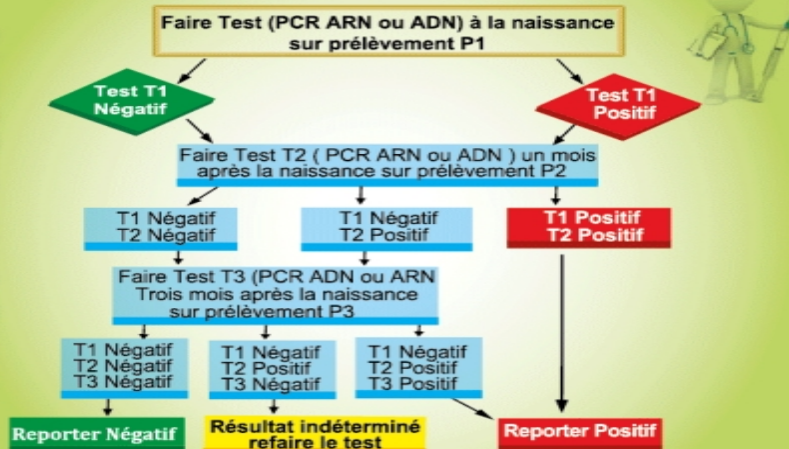 Faire Test (PCR ARN ou ADN) à la naissance
sur prélèvement P1
Test T1
Négatif
Test T1
Positif
Faire Test T2 ( PCR ARN ou ADN ) un mois
après la naissance sur prélèvement P2
T1 Négatif
T2 Négatif
T1 Négatif
T2 Positif
T1 Positif
T2 Positif
Faire Test T3 (PCR ADN ou ARN
Trois mois après la naissance
sur prélèvement P3
T1 Négatif
T2 Négatif
T3 Négatif
T1 Négatif
T2 Positif
T3 Négatif
T1 Négatif
T2 Positif
T3 Positif
Reporter Négatif
Résultat indéterminé
refaire le test
Reporter Positif